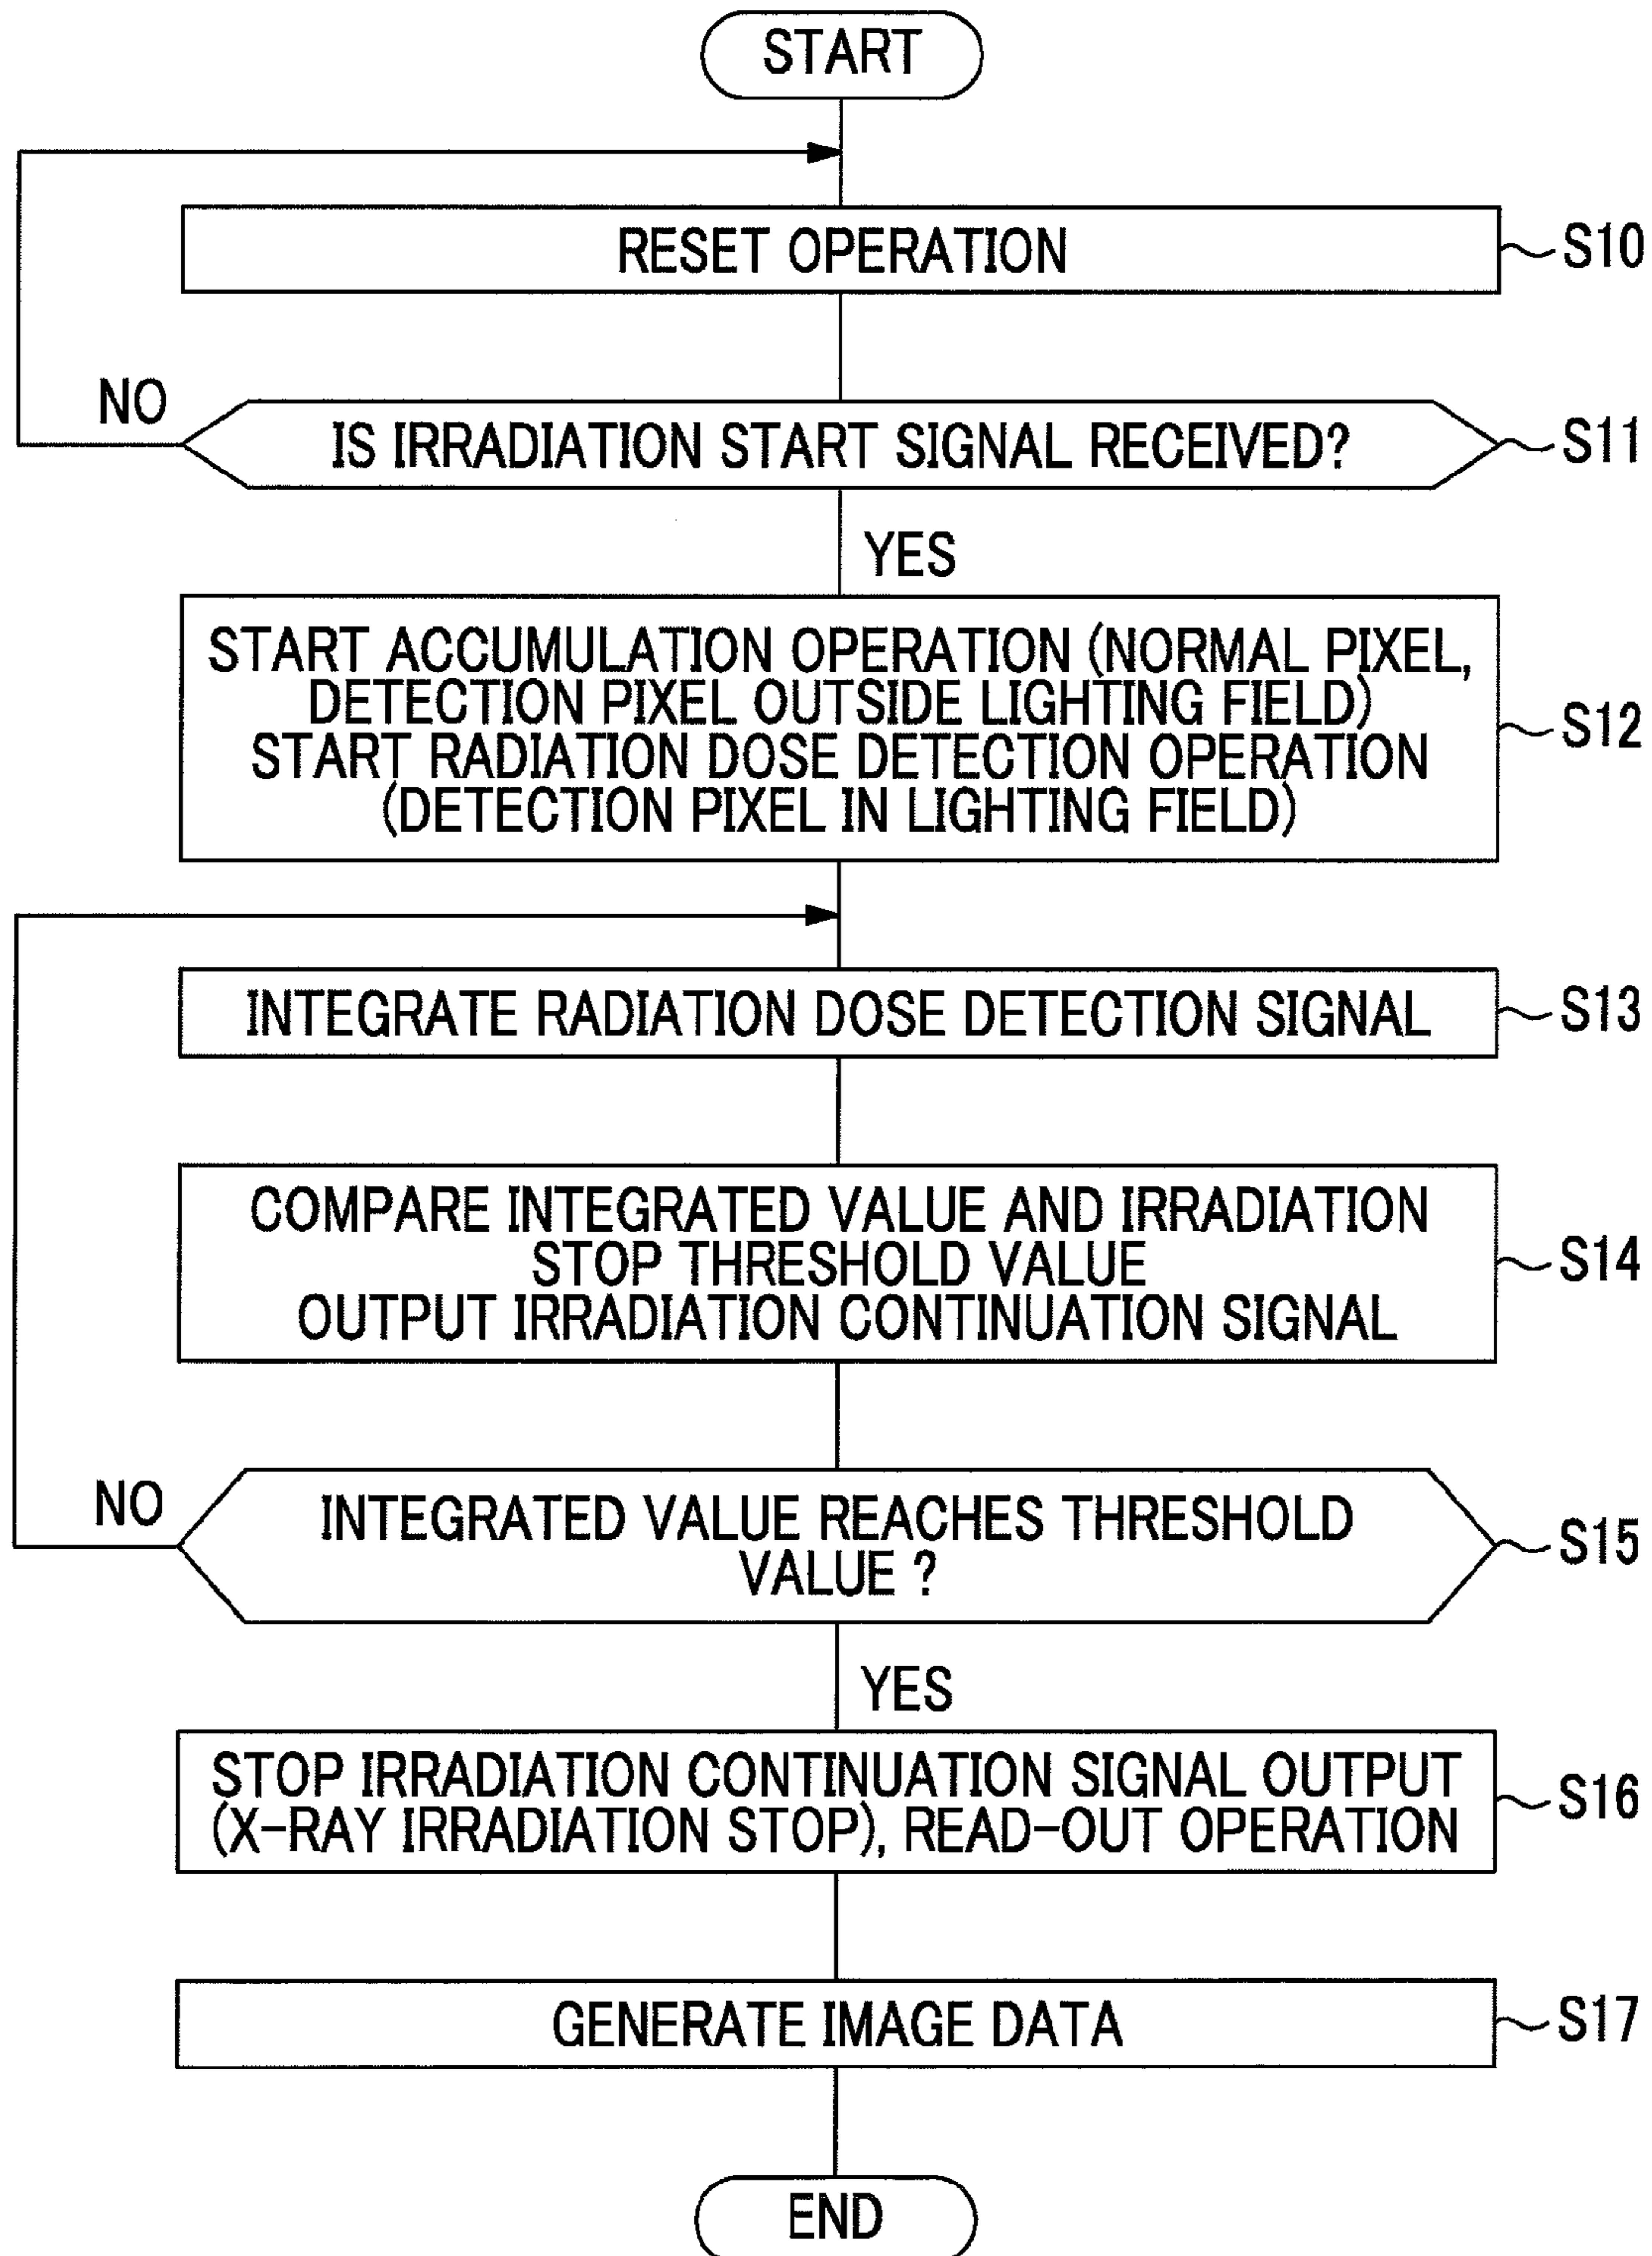 START
RESET OPERATION
S10
NO
IS IRRADIATION START SIGNAL RECEIVED?
S11
YES
START ACCUMULATION OPERATION (NORMAL PIXEL,
DETECTION PIXEL OUTSIDE LIGHTING FIELD)
START RADIATION DOSE DETECTION OPERATION
(DETECTION PIXEL IN LIGHTING FIELD)
S12
INTEGRATE RADIATION DOSE DETECTION SIGNAL
S13
COMPARE INTEGRATED VALUE AND IRRADIATION
STOP THRESHOLD VALUE
OUTPUT IRRADIATION CONTINUATION SIGNAL
S14
NO
INTEGRATED VALUE REACHES THRESHOLD
VALUE ?
S15
YES
STOP IRRADIATION CONTINUATION SIGNAL OUTPUT
(X-RAY IRRADIATION STOP), READ-OUT OPERATION
S16
GENERATE IMAGE DATA
S17
END